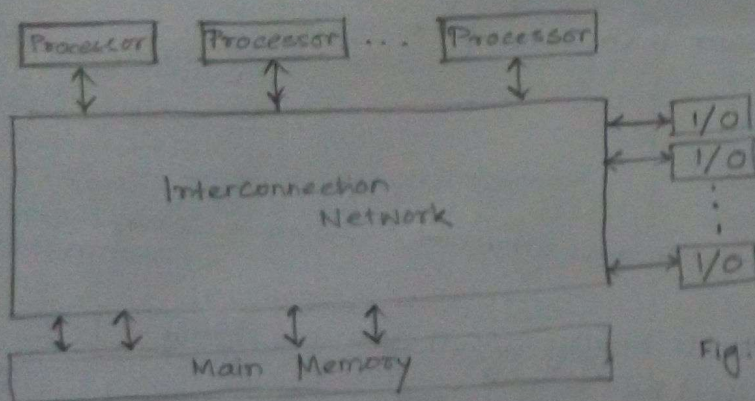 Processor Processor ... Processor
I/O
I/O
I/O
Interconnection
Network
Main Memory
Fig: